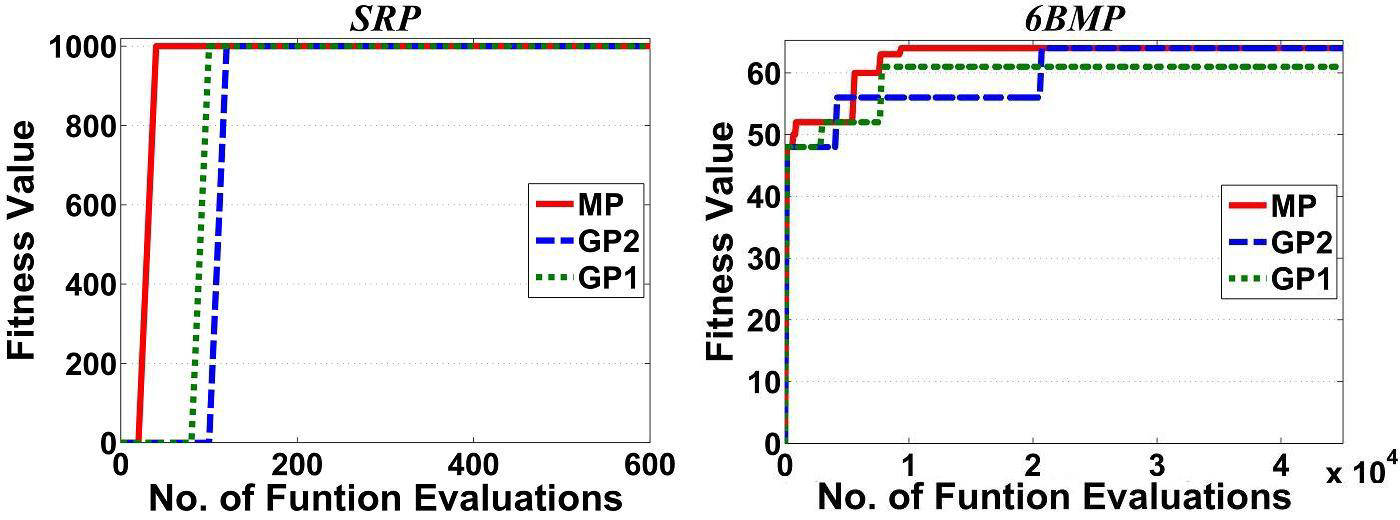 SRP
Fitness Value
1000
800
600
400
200
0
0 200 400 600
No. of Funtion Evaluations
MP
GP2
GP1
6BMP
Fitness Value
60
50
40
30
20
10
0
0 1 2 3 4 x 10^4
No. of Funtion Evaluations
MP
GP2
GP1